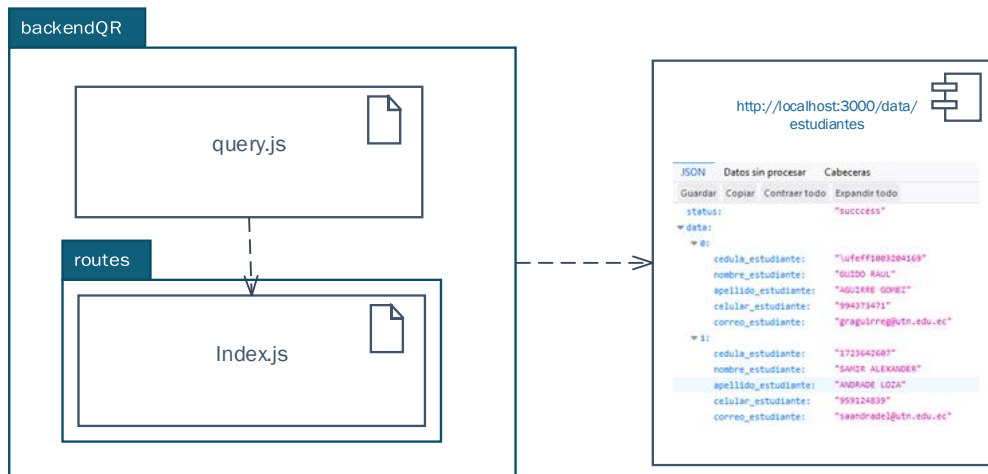 backendQR
query.js
routes
Index.js
http://localhost:3000/data/
estudiantes
JSON Datos sin procesar Cabeceras
Guardar Copiar Contraer todo Expandir todo
status: "succcess"
data:
0:
cedula_estudiante: "\ufeff1003204169"
nombre_estudiante: "GUIDO RAUL"
apellido_estudiante: "AGUIRRE GOMEZ"
celular_estudiante: "994373471"
correo_estudiante: "graguirreg@utn.edu.ec"
1:
cedula_estudiante: "1723642607"
nombre_estudiante: "SAMIR ALEXANDER"
apellido_estudiante: "ANDRADE LOZA"
celular_estudiante: "959124839"
correo_estudiante: "saandradel@utn.edu.ec"